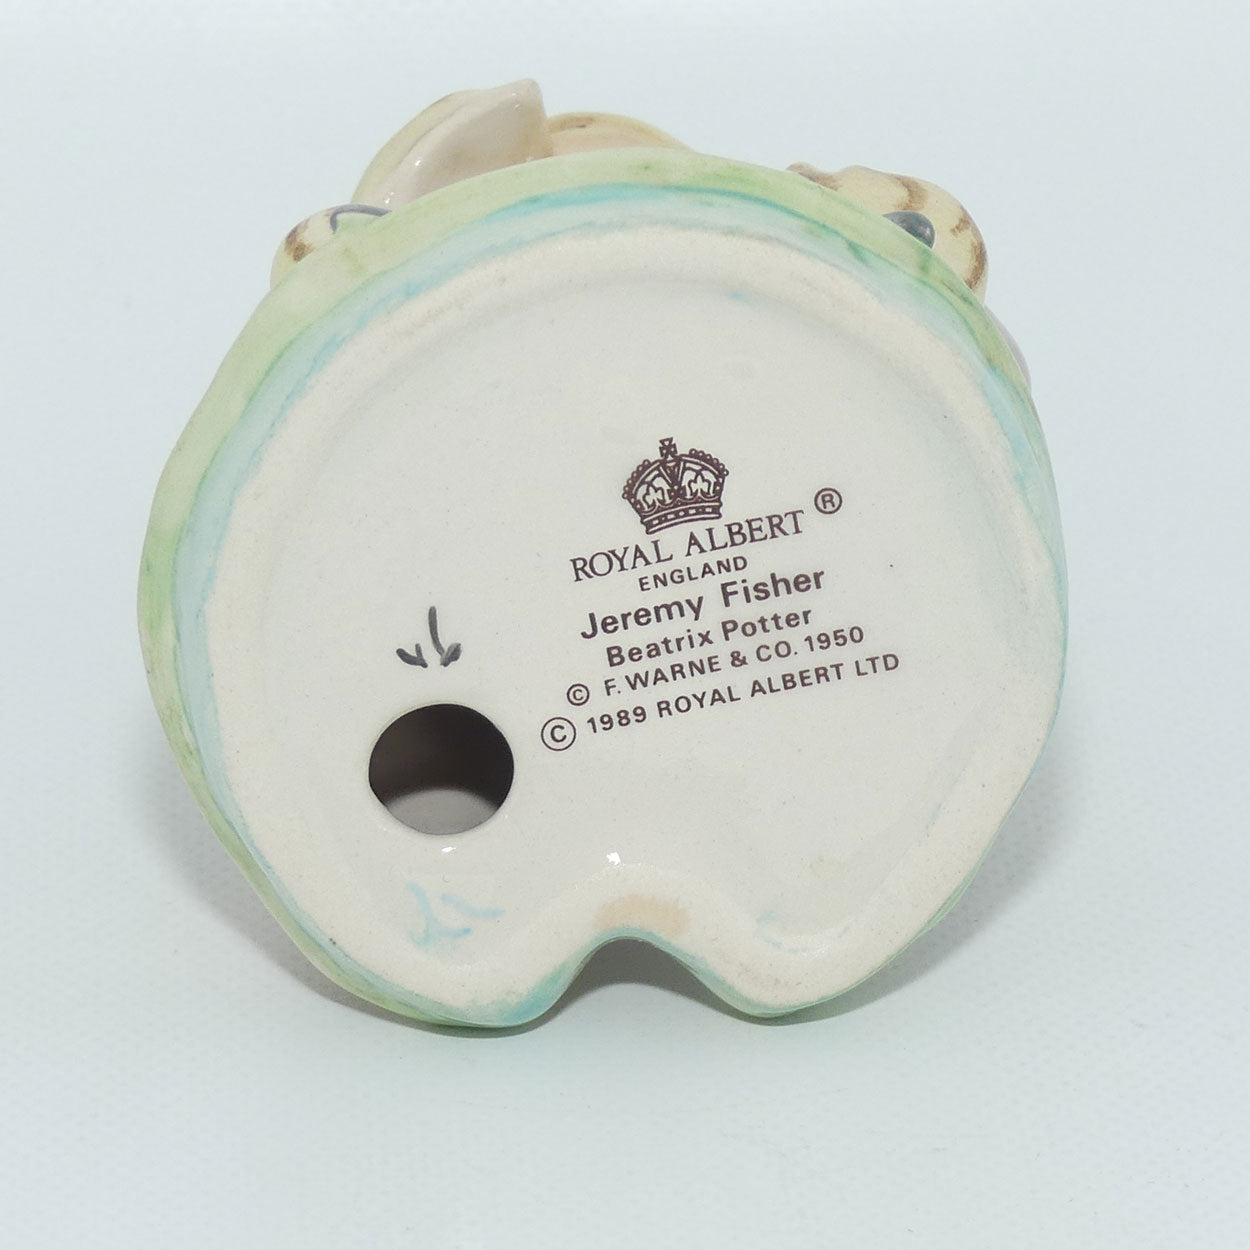 ROYAL ALBERT ®
ENGLAND
Jeremy Fisher
Beatrix Potter
© F. WARNE & CO. 1950
© 1989 ROYAL ALBERT LTD